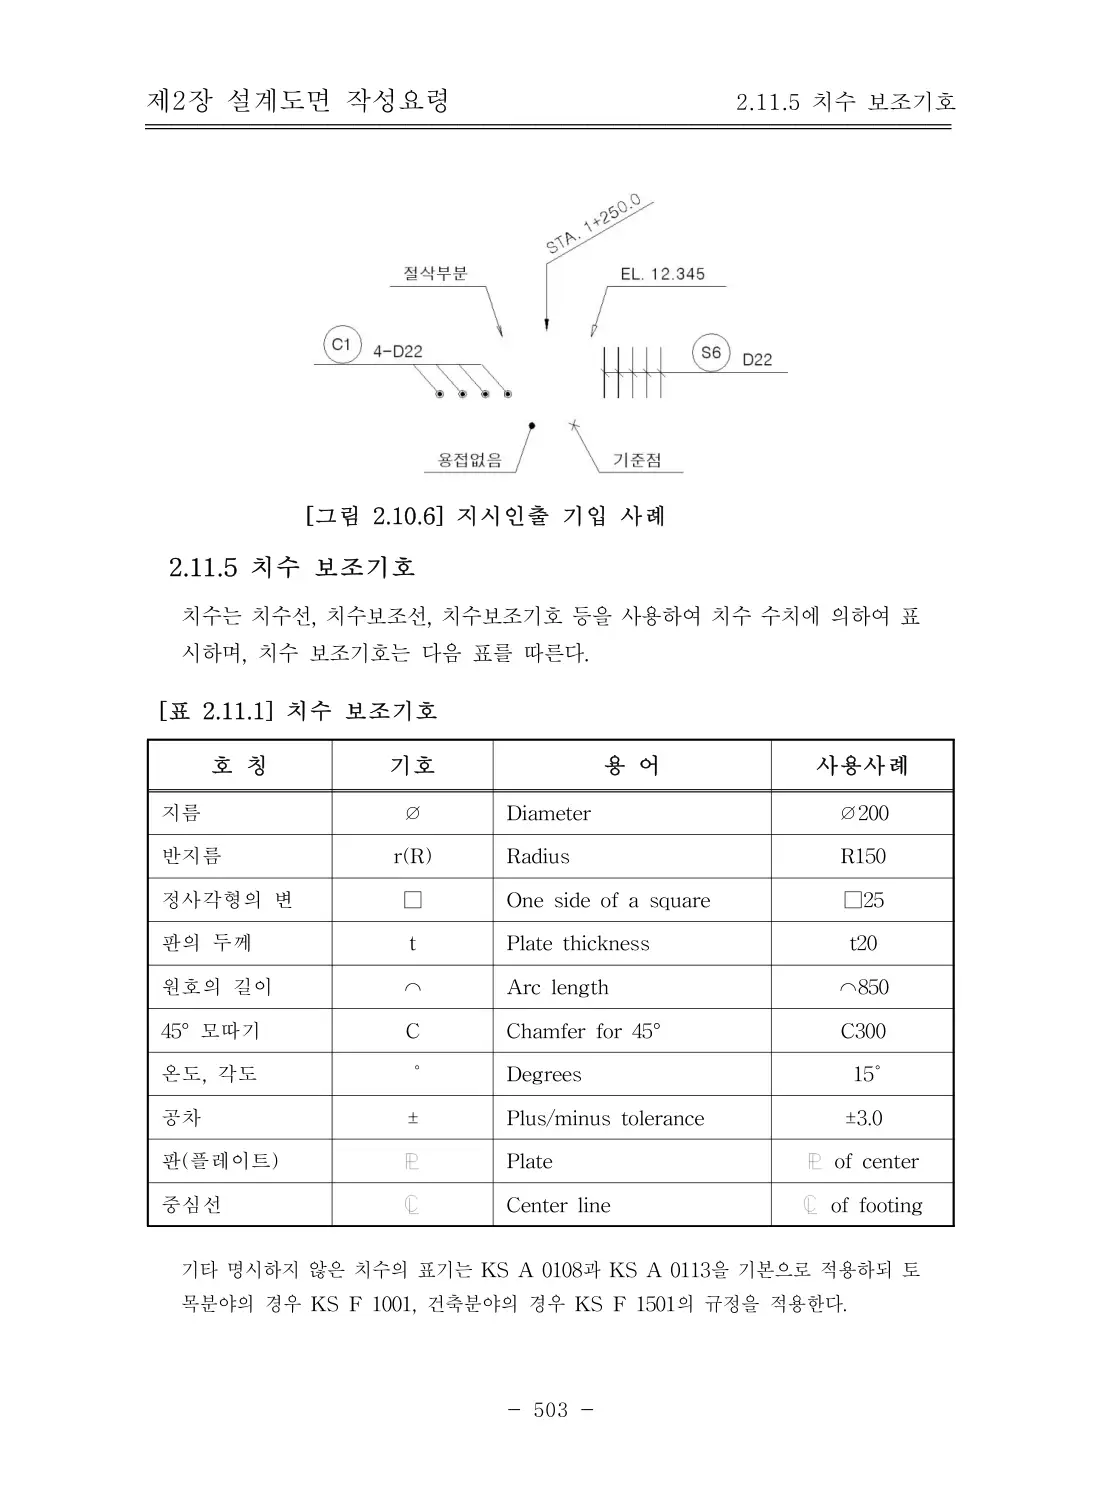 제2장 설계도면 작성요령 2.11.5 치수 보조기호
STA. 1+250.0
절삭부분 EL. 12.345
C1 4-D22 S6 D22
용접없음 기준점
[그림 2.10.6] 지시인출 기입 사례
2.11.5 치수 보조기호
치수는 치수선, 치수보조선, 치수보조기호 등을 사용하여 치수 수치에 의하여 표
시하며, 치수 보조기호는 다음 표를 따른다.
[표 2.11.1] 치수 보조기호
호 칭 기호 용 어 사용사례
지름 ∅ Diameter ∅200
반지름 r(R) Radius R150
정사각형의 변 □ One side of a square □25
판의 두께 t Plate thickness t20
원호의 길이 ⌒ Arc length ⌒850
45° 모따기 C Chamfer for 45° C300
온도, 각도 ° Degrees 15°
공차 ± Plus/minus tolerance ±3.0
판(플레이트) PL Plate PL of center
중심선 ℄ Center line ℄ of footing
기타 명시하지 않은 치수의 표기는 KS A 0108과 KS A 0113을 기본으로 적용하되 토
목분야의 경우 KS F 1001, 건축분야의 경우 KS F 1501의 규정을 적용한다.
- 503 -